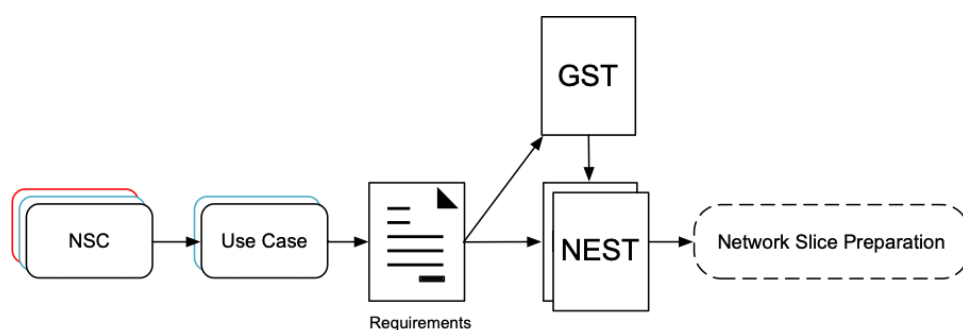 GST
NSC
Use Case
NEST
Network Slice Preparation
Requirements